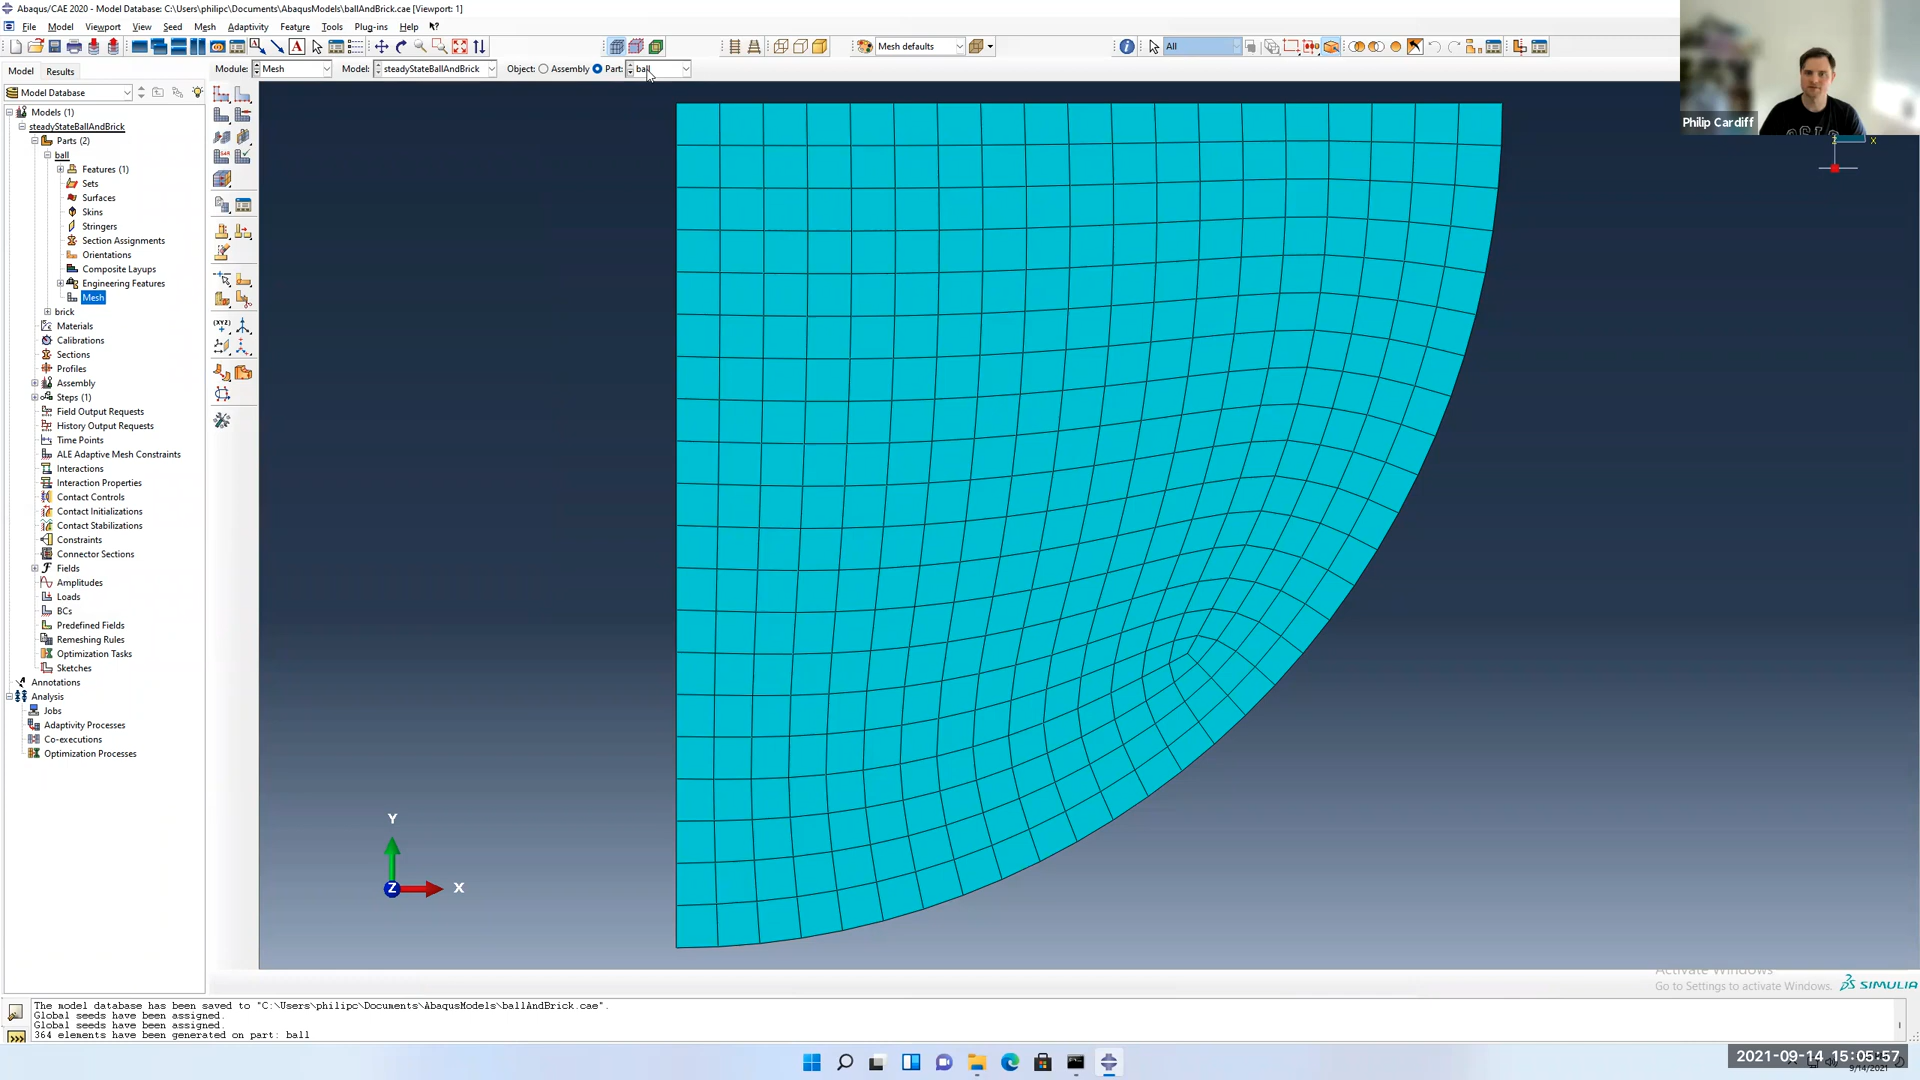 Abaqus/CAE 2020 - Model Database: C:\Users\philipc\Documents\AbaqusModels\ballAndBrick.cae [Viewport: 1]
File Model Viewport View Seed Mesh Adaptivity Feature Tools Plug-ins Help
Mesh defaults All
Model Results Module: Mesh Model: steadyStateBallAndBrick Object: Assembly Part: ball
Model Database
Models (1)
steadyStateBallAndBrick
Parts (2)
ball
Features (1)
Sets
Surfaces
Skins
Stringers
Section Assignments
Orientations
Composite Layups
Engineering Features
Mesh
brick
Materials
Calibrations
Sections
Profiles
Assembly
Steps (1)
Field Output Requests
History Output Requests
Time Points
ALE Adaptive Mesh Constraints
Interactions
Interaction Properties
Contact Controls
Contact Initializations
Contact Stabilizations
Constraints
Connector Sections
Fields
Amplitudes
Loads
BCs
Predefined Fields
Remeshing Rules
Optimization Tasks
Sketches
Annotations
Analysis
Jobs
Adaptivity Processes
Co-executions
Optimization Processes
Philip Cardiff
X
Y
Z
X
Activate Windows
Go to Settings to activate Windows.
SIMULIA
The model database has been saved to "C:\Users\philipc\Documents\AbaqusModels\ballAndBrick.cae".
Global seeds have been assigned.
Global seeds have been assigned.
364 elements have been generated on part: ball
2021-09-14 15:05:57
9/14/2021